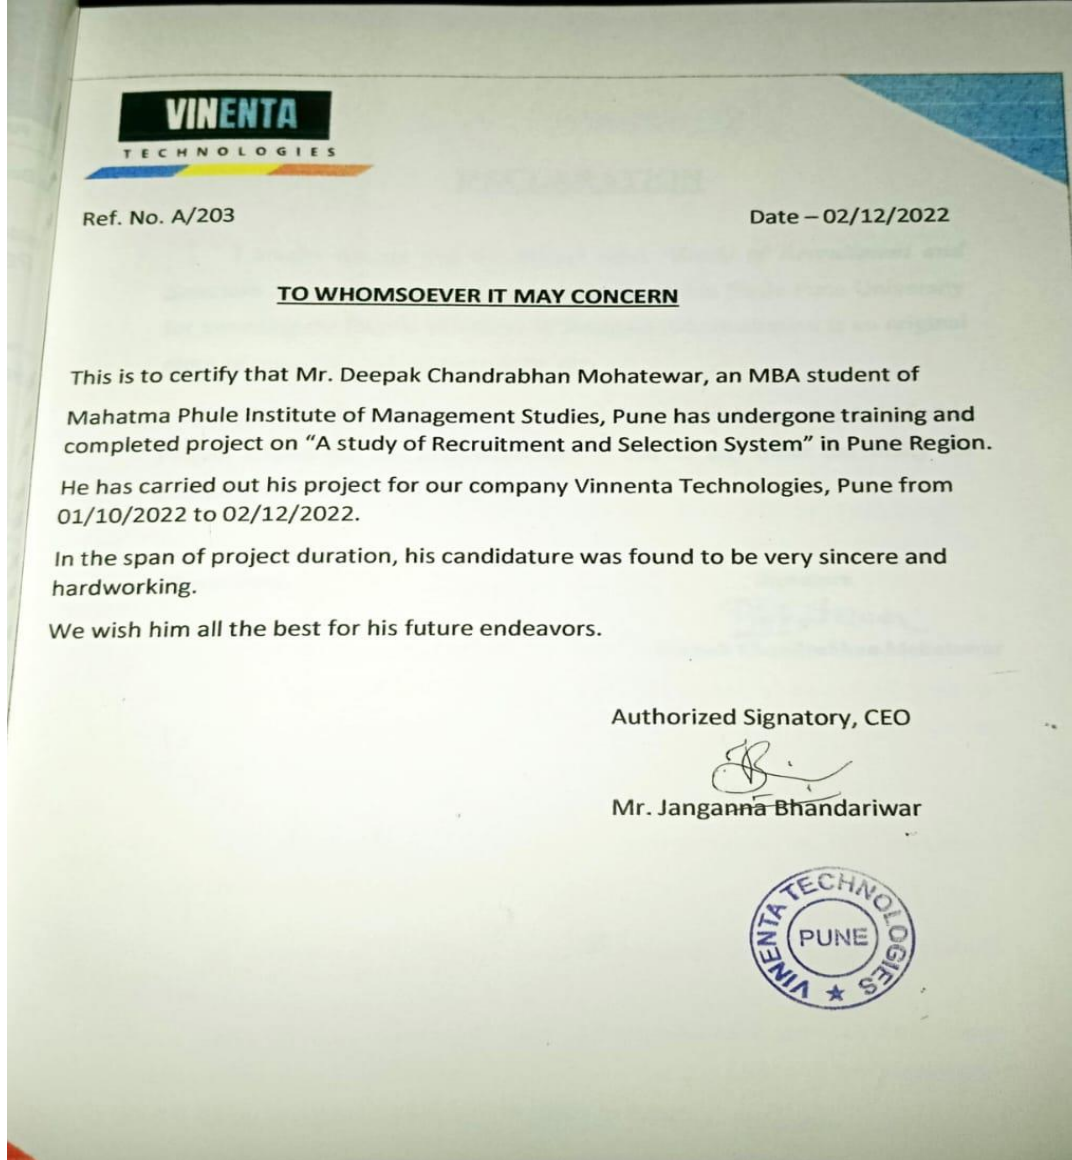 VINENTA
TECHNOLOGIES
Ref. No. A/203
Date – 02/12/2022
TO WHOMSOEVER IT MAY CONCERN
This is to certify that Mr. Deepak Chandrabhan Mohatewar, an MBA student of
Mahatma Phule Institute of Management Studies, Pune has undergone training and
completed project on “A study of Recruitment and Selection System” in Pune Region.
He has carried out his project for our company Vinnenta Technologies, Pune from
01/10/2022 to 02/12/2022.
In the span of project duration, his candidature was found to be very sincere and
hardworking.
We wish him all the best for his future endeavors.
Authorized Signatory, CEO
Mr. Janganna Bhandariwar
VINENTA TECHNOLOGIES ★
PUNE